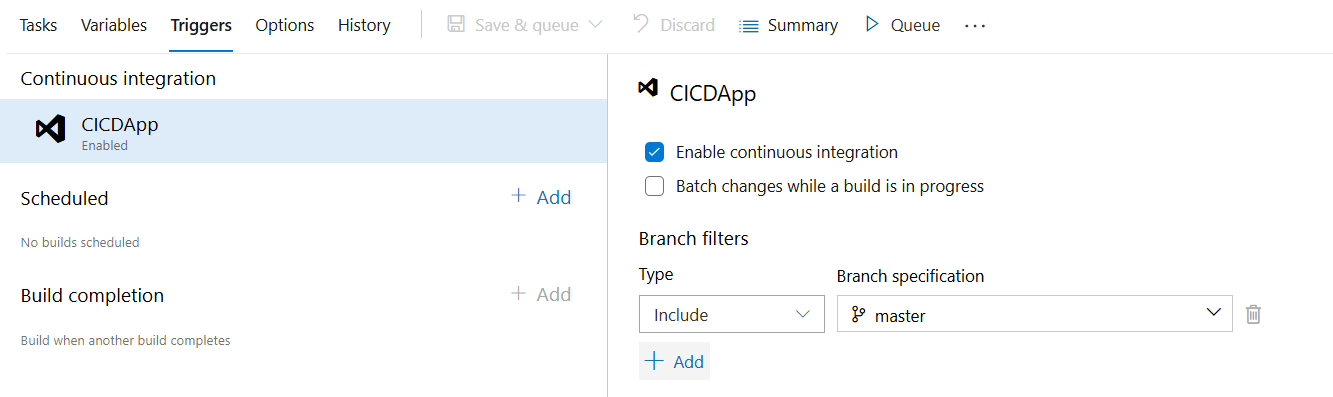 Tasks Variables Triggers Options History Save & queue Discard Summary Queue ...
Continuous integration
CICDApp
Enabled
Scheduled + Add
No builds scheduled
Build completion + Add
Build when another build completes
CICDApp
Enable continuous integration
Batch changes while a build is in progress
Branch filters
Type Branch specification
Include master
+ Add